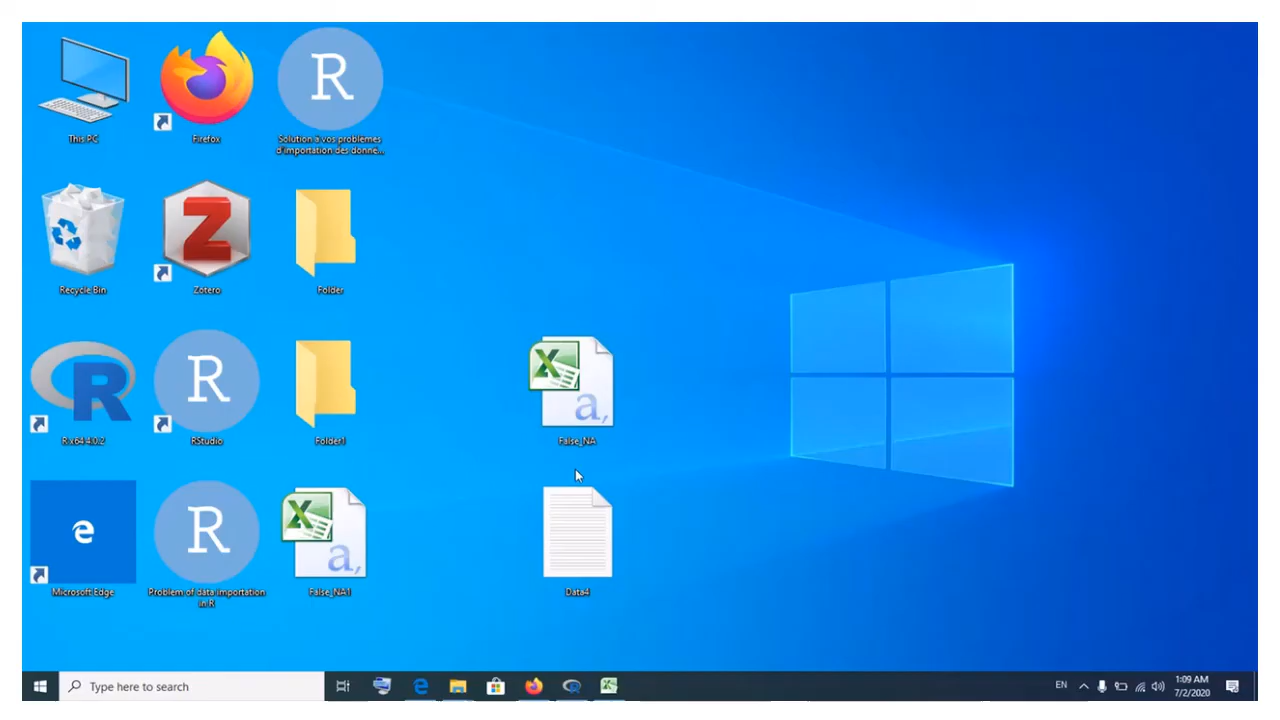 R
This PC
Firefox
Solution à vos problèmes
d'importation des donné...
Z
Recycle Bin
Zotero
Folder
R
R
X
a,
R x64 4.0.2
RStudio
Folder1
False_NA
e
R
X
a,
Microsoft Edge
Problem of data importation
in R
False_NA1
Data4
Type here to search
EN
1:09 AM
7/2/2020